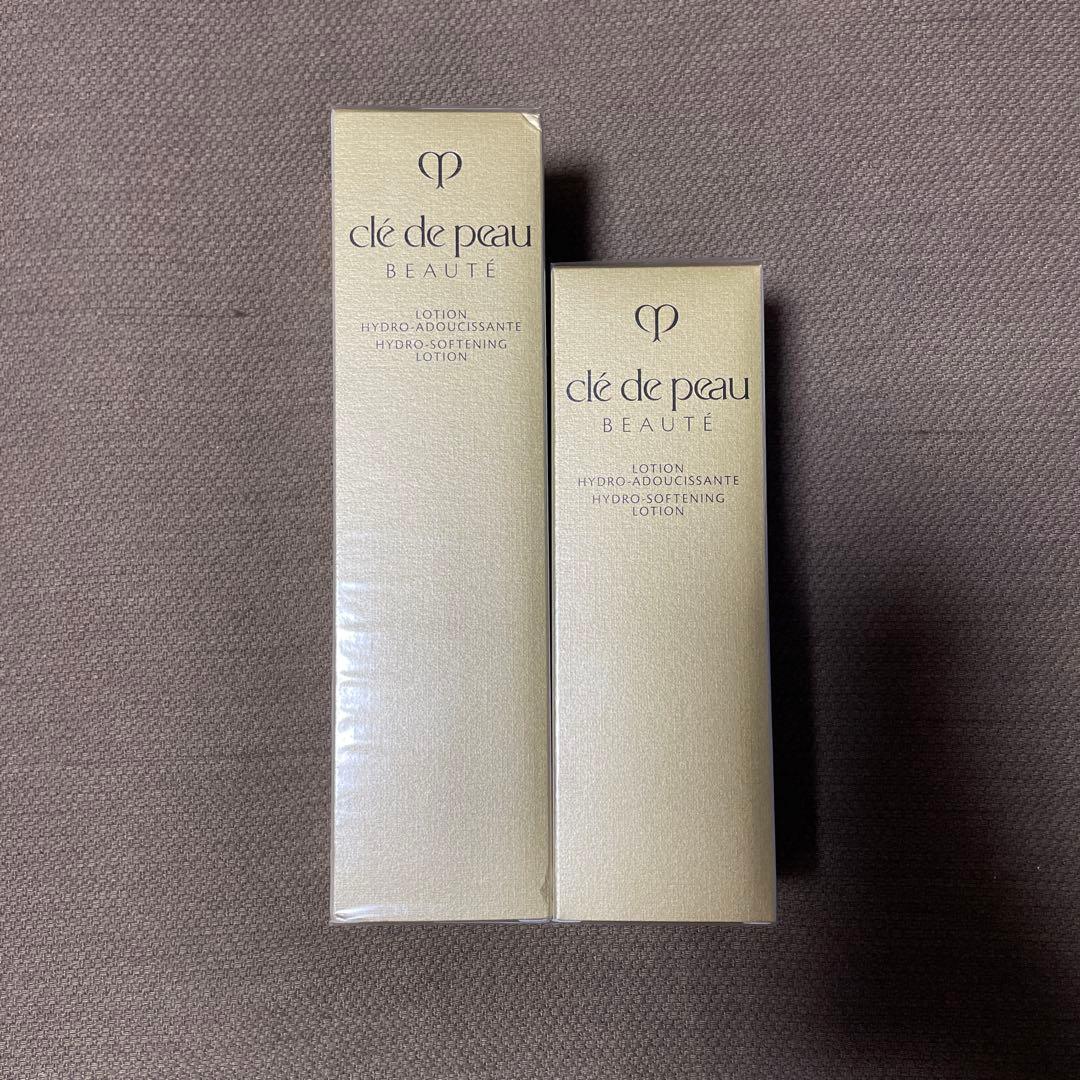 clé de peau
BEAUTÉ
LOTION
HYDRO-ADOUCISSANTE
HYDRO-SOFTENING
LOTION
clé de peau
BEAUTÉ
LOTION
HYDRO-ADOUCISSANTE
HYDRO-SOFTENING
LOTION